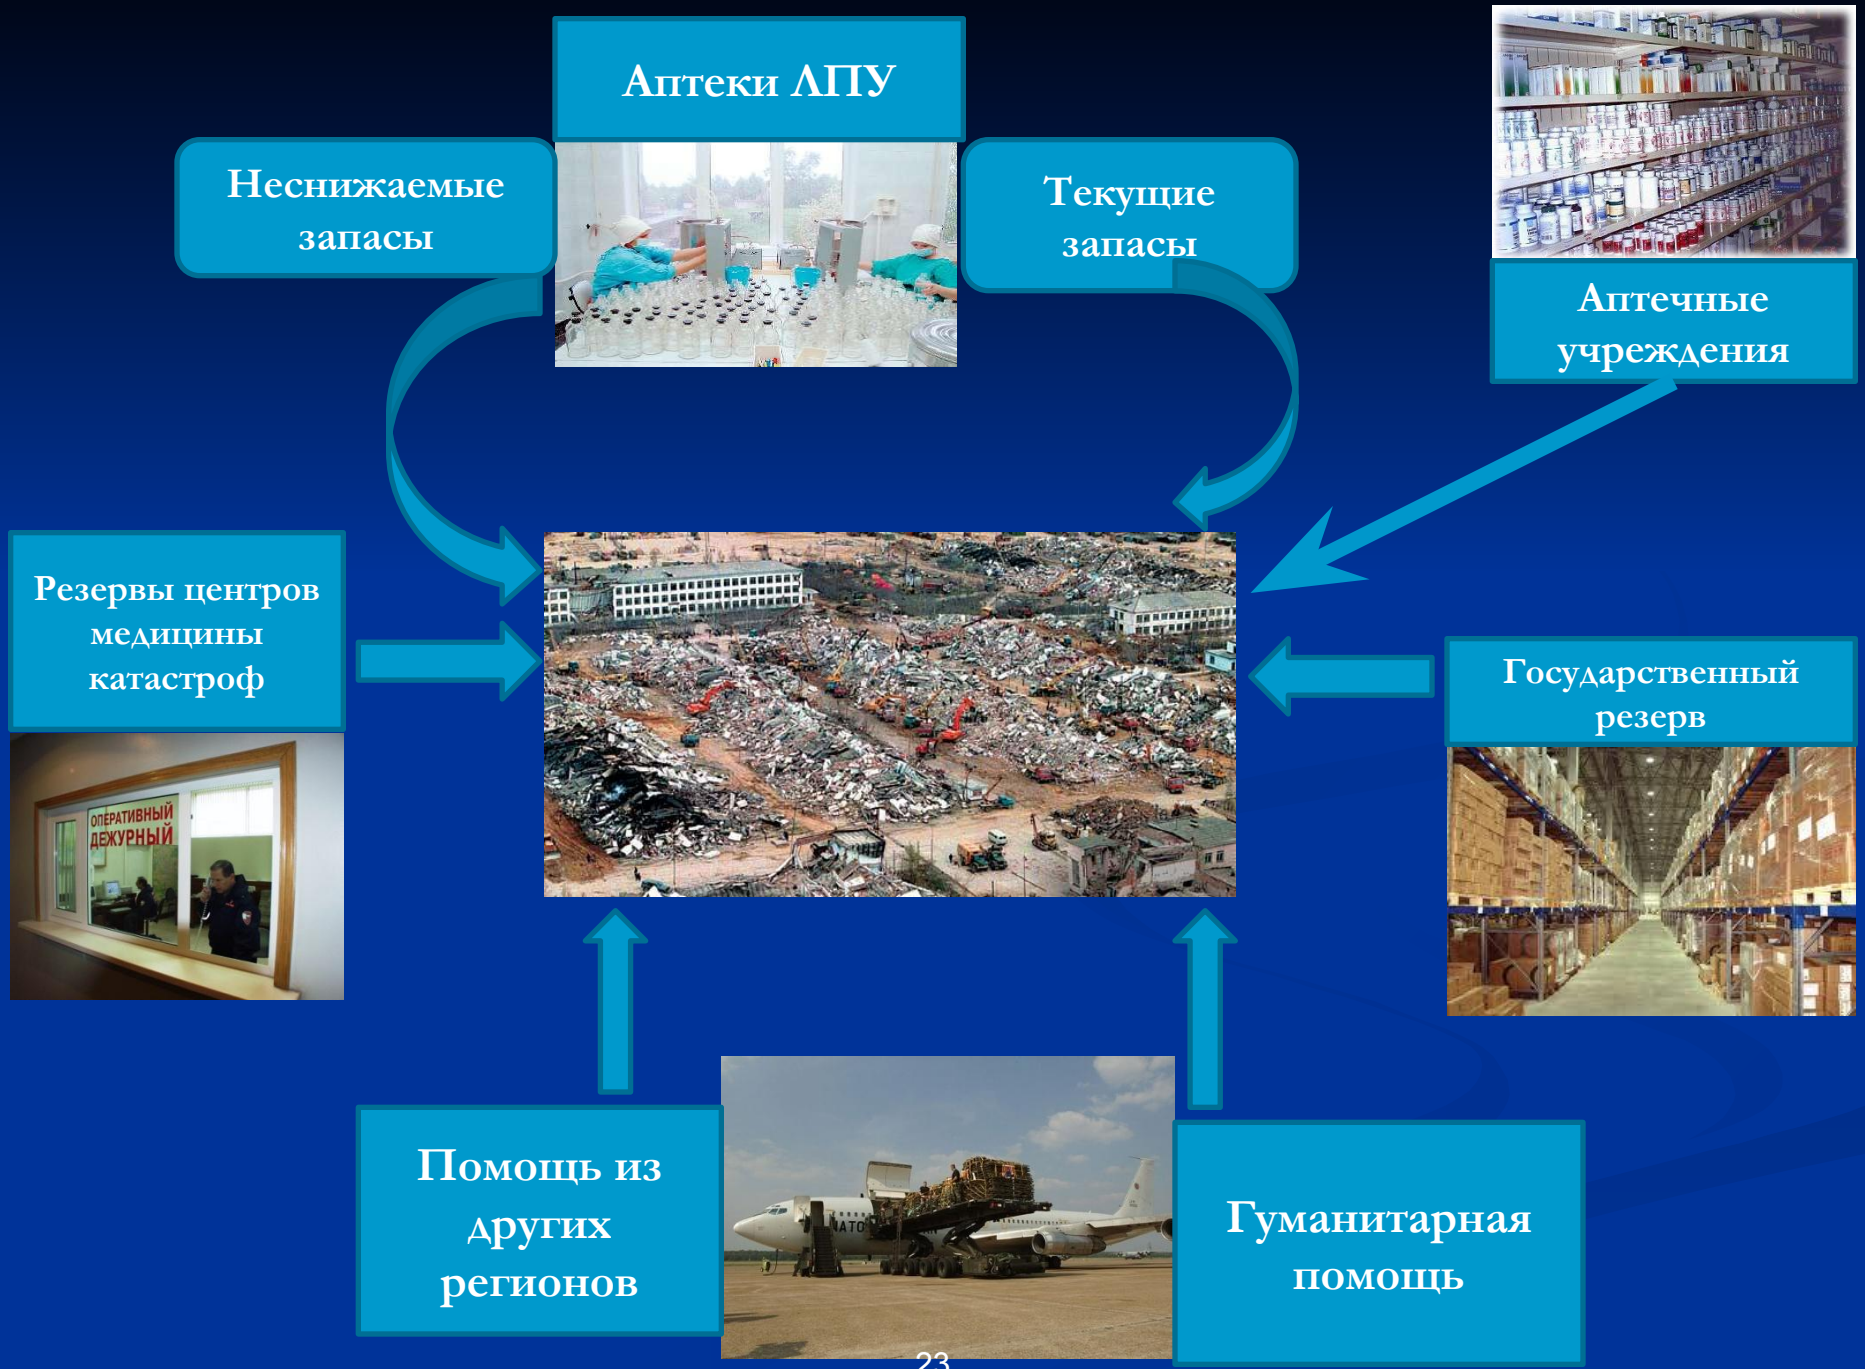 Аптеки ЛПУ
Неснижаемые
запасы
Текущие
запасы
Аптечные
учреждения
Резервы центров
медицины
катастроф
ОПЕРАТИВНЫЙ
ДЕЖУРНЫЙ
Государственный
резерв
Помощь из
других
регионов
NATO
Гуманитарная
помощь
23